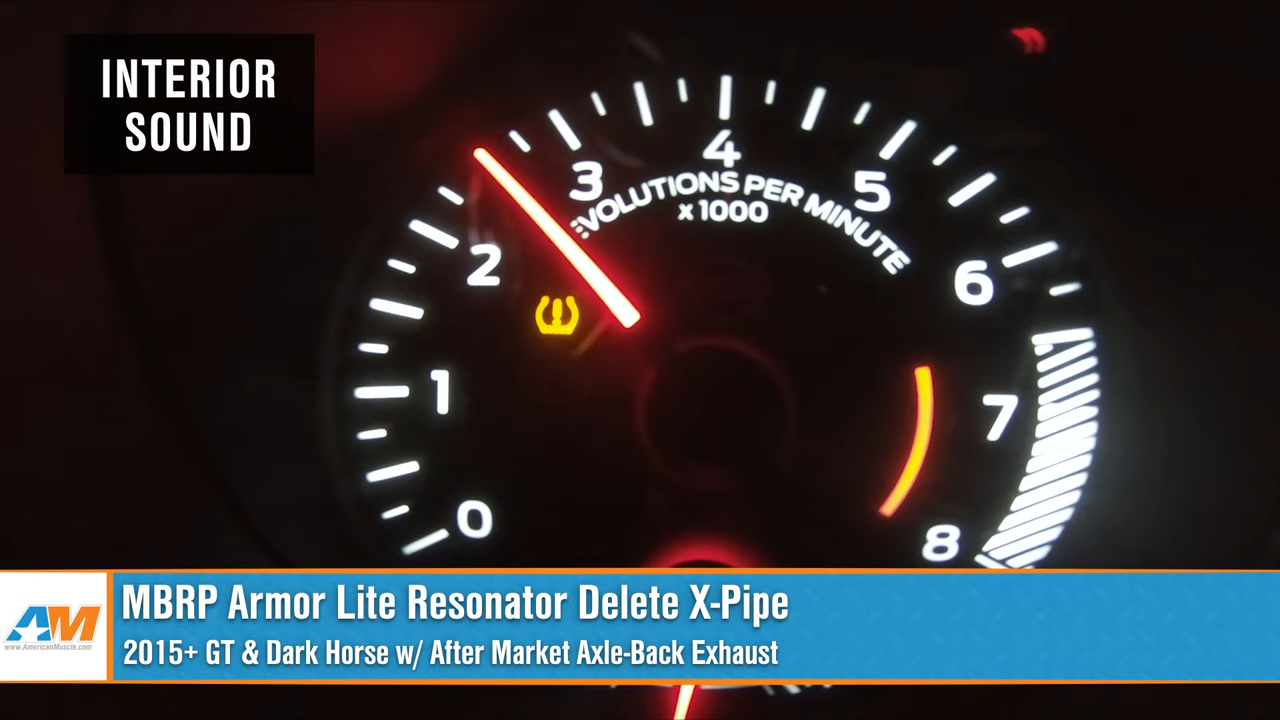 INTERIOR
SOUND
0
1
2
3
4
5
6
7
8
EVOLUTIONS PER MINUTE
x 1000
AM
www.AmericanMuscle.com
MBRP Armor Lite Resonator Delete X-Pipe
2015+ GT & Dark Horse w/ After Market Axle-Back Exhaust